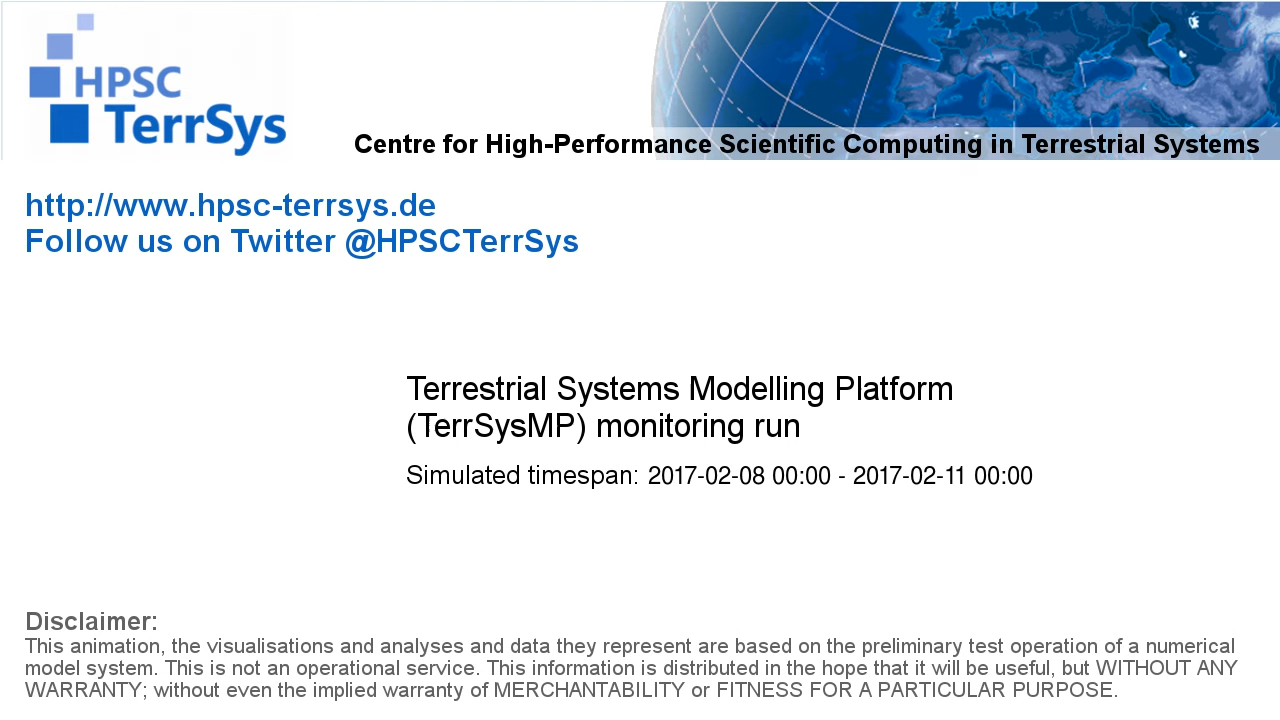 HPSC
TerrSys
Centre for High-Performance Scientific Computing in Terrestrial Systems
http://www.hpsc-terrsys.de
Follow us on Twitter @HPSCTerrSys
Terrestrial Systems Modelling Platform
(TerrSysMP) monitoring run
Simulated timespan: 2017-02-08 00:00 - 2017-02-11 00:00
Disclaimer:
This animation, the visualisations and analyses and data they represent are based on the preliminary test operation of a numerical
model system. This is not an operational service. This information is distributed in the hope that it will be useful, but WITHOUT ANY
WARRANTY; without even the implied warranty of MERCHANTABILITY or FITNESS FOR A PARTICULAR PURPOSE.